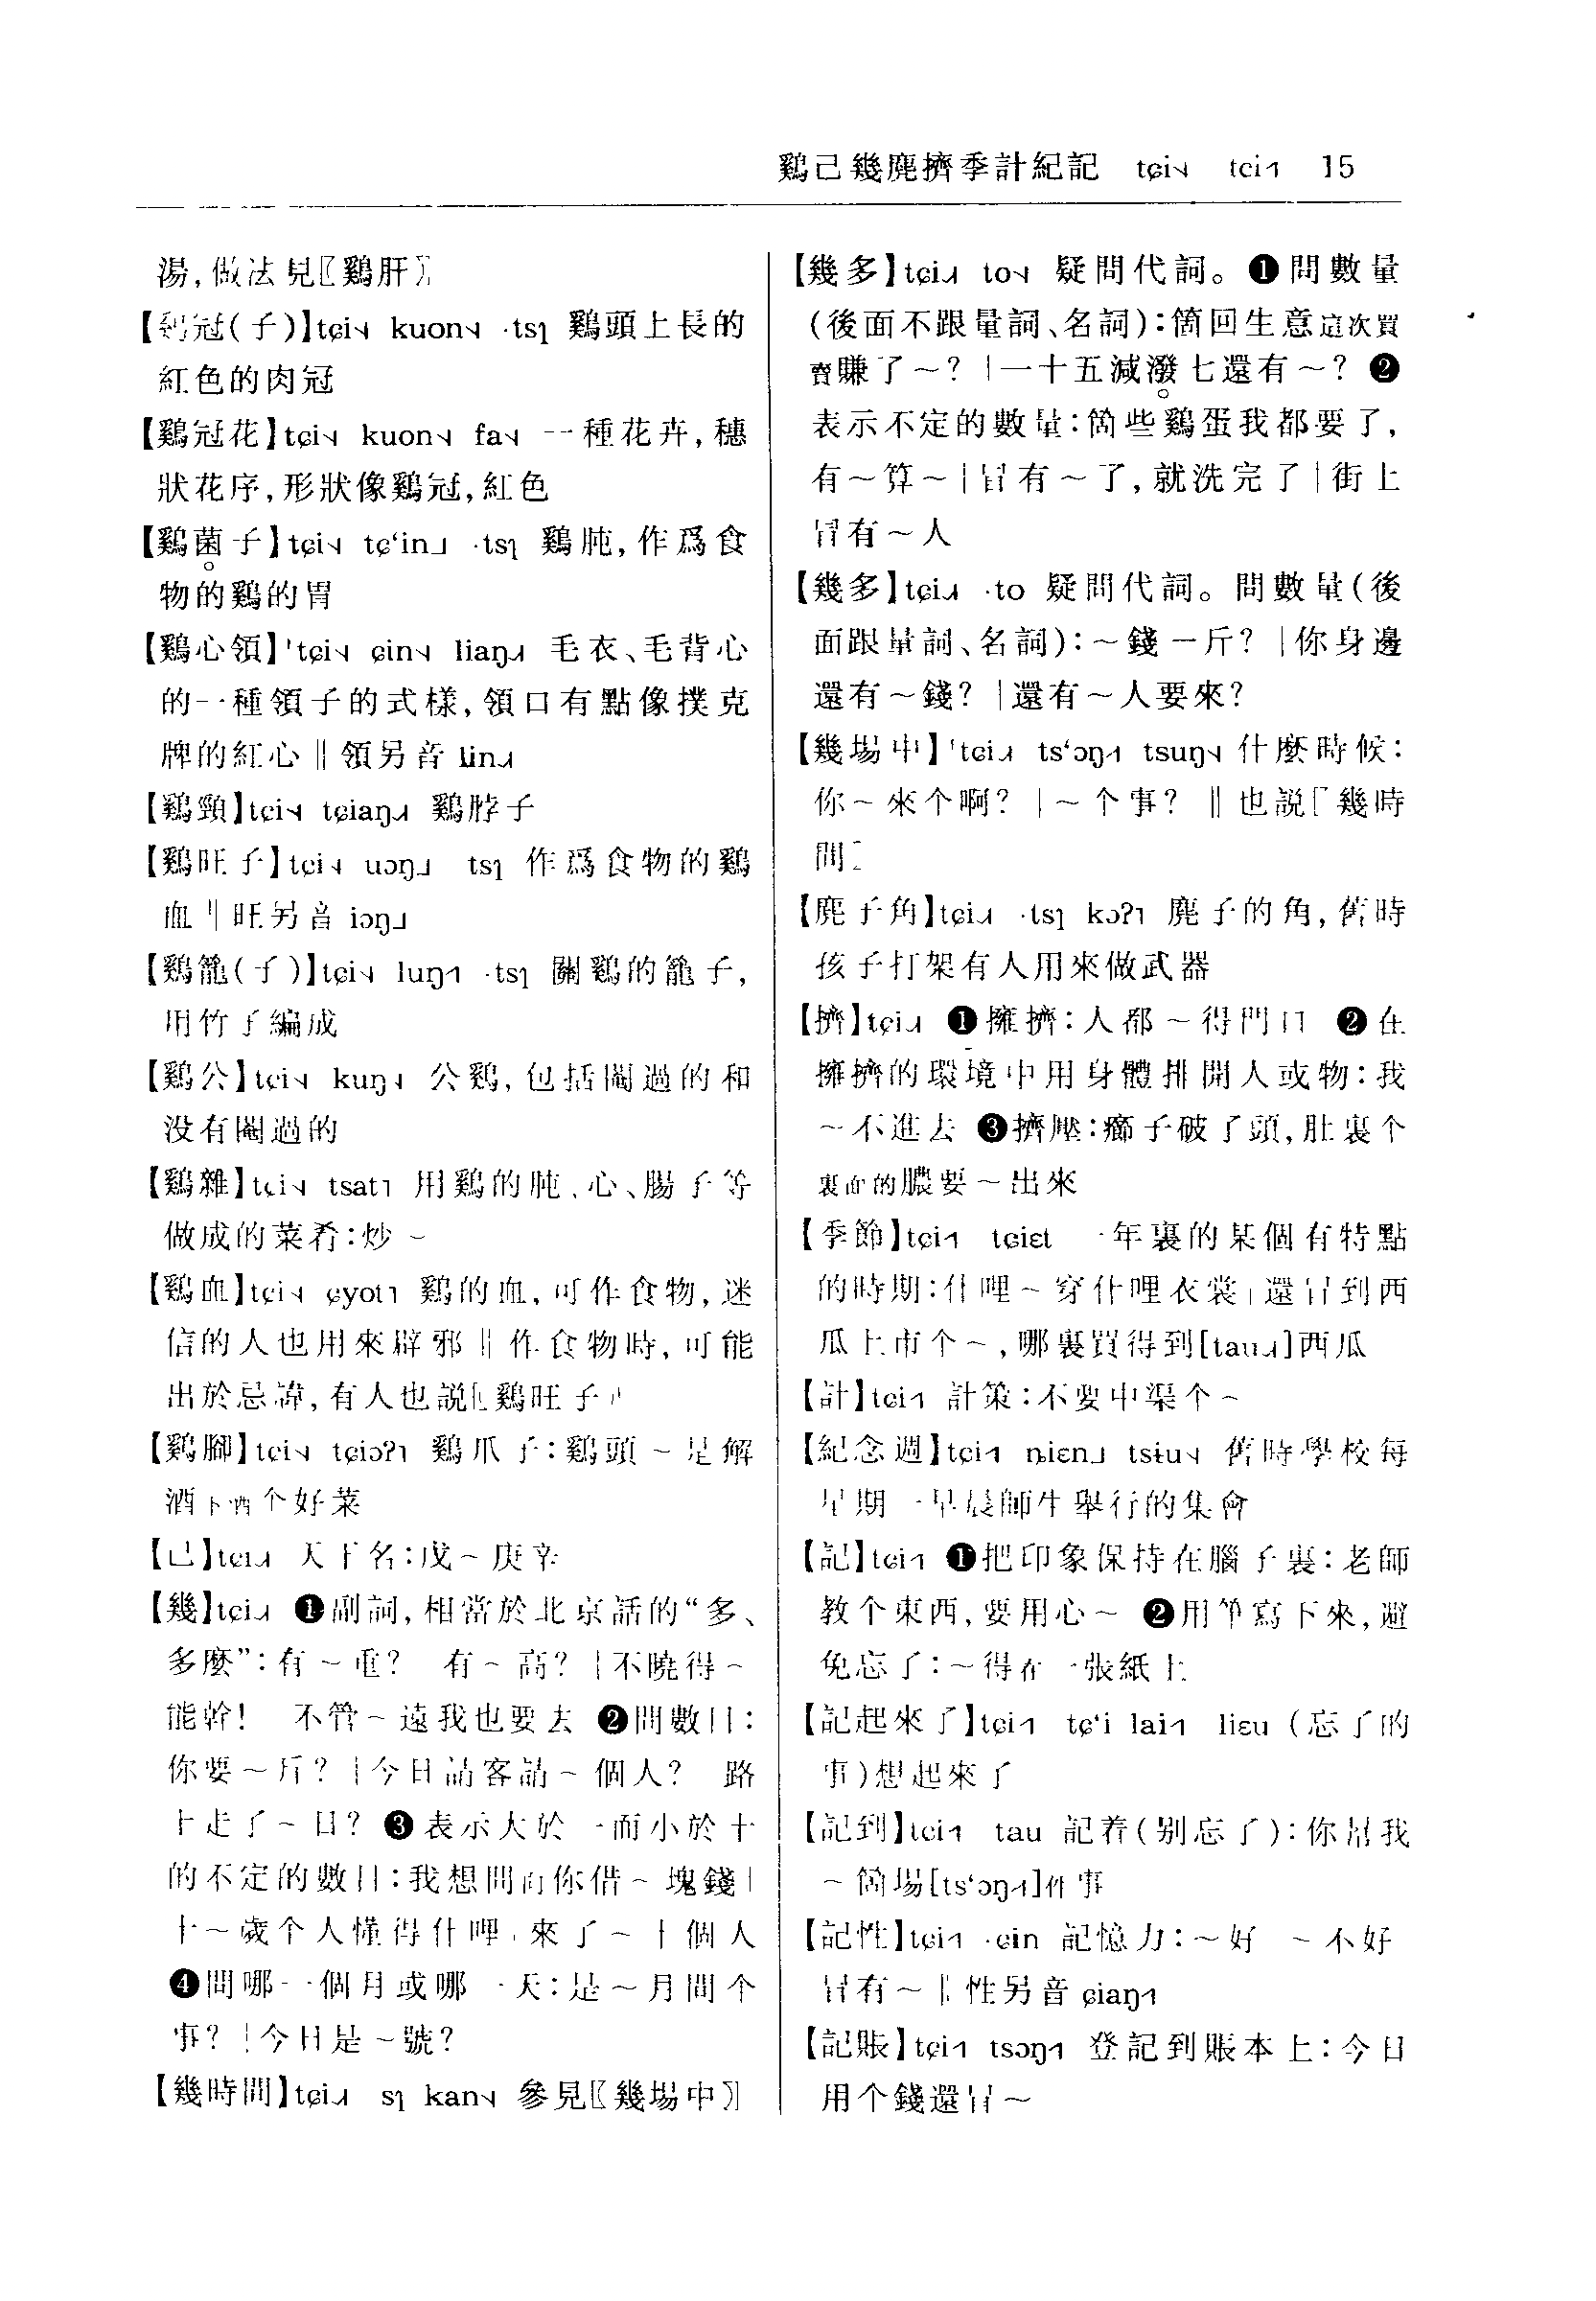 鷄己幾麂擠季計紀記 tɕi˧˨ tɕi˧˥ 15
湯,做法見〖鷄肝〗
【鷄冠(子)】tɕi˧˨ kuon˧˨ ·tsʅ 鷄頭上長的
紅色的肉冠
【鷄冠花】tɕi˧˨ kuon˧˨ fa˧˨ 一種花卉,穗
狀花序,形狀像鷄冠,紅色
【鷄菌子】tɕi˧˨ tɕ‘in˩ ·tsʅ 鷄肫,作爲食
物的鷄的胃
【鷄心領】tɕi˧˨ ɕin˧˨ liaŋ˨˩˧ 毛衣、毛背心
的一種領子的式樣,領口有點像撲克
牌的紅心‖領另音 lin˨˩˧
【鷄頸】tɕi˧˨ tɕiaŋ˨˩˧ 鷄脖子
【鷄旺子】tɕi˧˨ uɔŋ˩ tsʅ 作爲食物的鷄
血‖旺另音 iɔŋ˩
【鷄籠(子)】tɕi˧˨ luŋ˧˥ ·tsʅ 關鷄的籠子,
用竹子編成
【鷄公】tɕi˧˨ kuŋ˧˨ 公鷄,包括閹過的和
没有閹過的
【鷄雜】tɕi˧˨ tsat˥ 用鷄的肫、心、腸子等
做成的菜肴:炒~
【鷄血】tɕi˧˨ ɕyot˥ 鷄的血,可作食物,迷
信的人也用來辟邪‖作食物時,可能
出於忌諱,有人也説〖鷄旺子〗
【鷄腳】tɕi˧˨ tɕiɔʔ˥ 鷄爪子:鷄頭~是解
酒下酒个好菜
【己】tɕi˨˩˧ 天干名:戊~庚辛
【幾】tɕi˨˩˧ ❶副詞,相當於北京話的“多、
多麼”:有~重? 有~高?|不曉得~
能幹! 不管~遠我也要去 ❷問數目:
你要~斤?|今日請客請~個人? 路
上走了~日? ❸表示大於一而小於十
的不定的數目:我想問向你借~塊錢|
十~歲个人懂得什哩|來了~十個人
❹問哪一個月或哪一天:是~月間个
事?|今日是~號?
【幾時間】tɕi˨˩˧ sʅ kan˧˨ 參見〖幾場中〗
【幾多】tɕi˨˩˧ to˧˨ 疑問代詞。❶問數量
(後面不跟量詞、名詞):箇回生意這次買
賣賺了~?|一十五減潑七還有~? ❷
表示不定的數量:箇些鷄蛋我都要了,
有~算~|冒有~了,就洗完了|街上
冒有~人
【幾多】tɕi˨˩˧ ·to 疑問代詞。問數量(後
面跟量詞、名詞):~錢一斤?|你身邊
還有~錢?|還有~人要來?
【幾場中】tɕi˨˩˧ ts‘ɔŋ˧˥ tsuŋ˧˨ 什麼時候:
你~來个啊?|~个事?‖也説〖幾時
間〗
【麂子角】tɕi˨˩˧ ·tsʅ kɔʔ˥ 麂子的角,舊時
孩子打架有人用來做武器
【擠】tɕi˨˩˧ ❶擁擠:人都~得門口 ❷在
擁擠的環境中用身體排開人或物:我
~不進去 ❸擠壓:癤子破了頭,肚裏个
裏面的膿要~出來
【季節】tɕi˧˥ tɕiɛt 一年裏的某個有特點
的時期:什哩~穿什哩衣裳|還冒到西
瓜上市个~,哪裏買得到[tau˨˩˧]西瓜
【計】tɕi˧˥ 計策:不要中渠个~
【紀念週】tɕi˧˥ ȵiɛn˩ tsɨu˧˨ 舊時學校每
星期一早晨師生舉行的集會
【記】tɕi˧˥ ❶把印象保持在腦子裏:老師
教个東西,要用心~ ❷用筆寫下來,避
免忘了:~得在一張紙上
【記起來了】tɕi˧˥ tɕ‘i lai˧˥ liɛu (忘了的
事)想起來了
【記到】tɕi˧˥ tau 記着(别忘了):你幫我
~箇場[ts‘ɔŋ˧˥]件事
【記性】tɕi˧˥ ·ɕin 記憶力:~好 ~不好
冒有~‖性另音 ɕiaŋ˧˥
【記賬】tɕi˧˥ tsɔŋ˧˥ 登記到賬本上:今日
用个錢還冒~